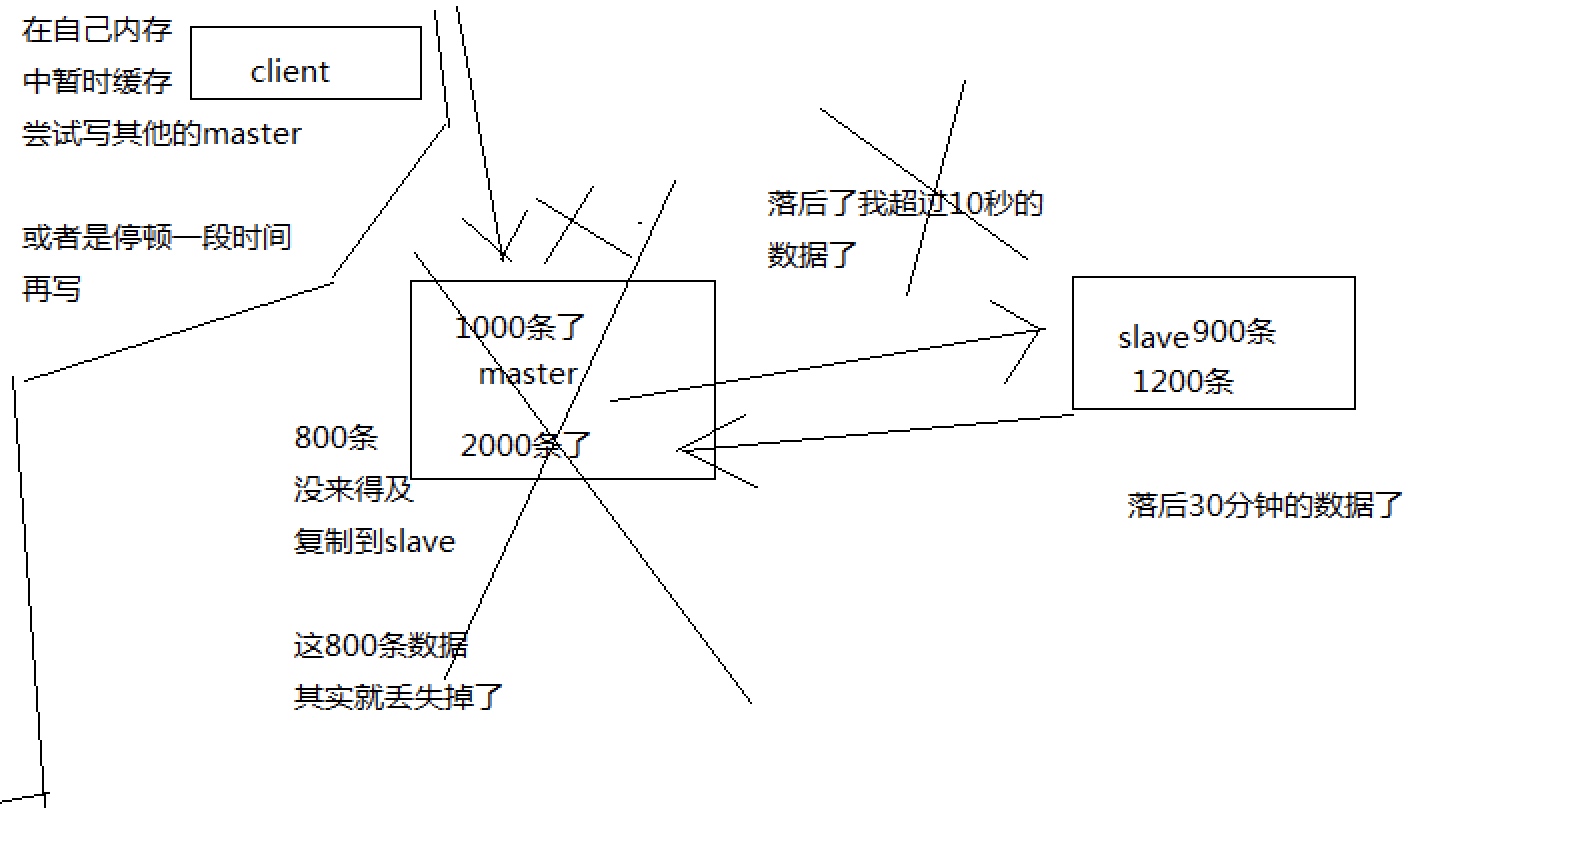 在自己内存
中暂时缓存
尝试写其他的master
或者是停顿一段时间
再写
client
落后了我超过10秒的
数据了
1000条了
master
2000条了
slave900条
1200条
800条
没来得及
复制到slave
这800条数据
其实就丢失掉了
落后30分钟的数据了